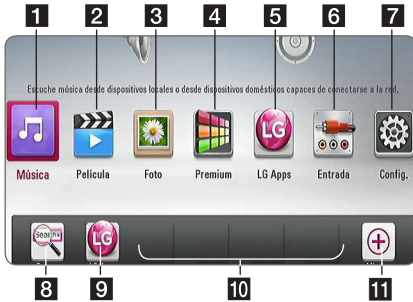 1 2 3 4 5 6 7
Escuche música desde dispositivos locales o desde dispositivos domésticos capaces de conectarse a la red,
LG
Música Película Foto Premium LG Apps Entrada Config.
Search
LG
8 9 10 11